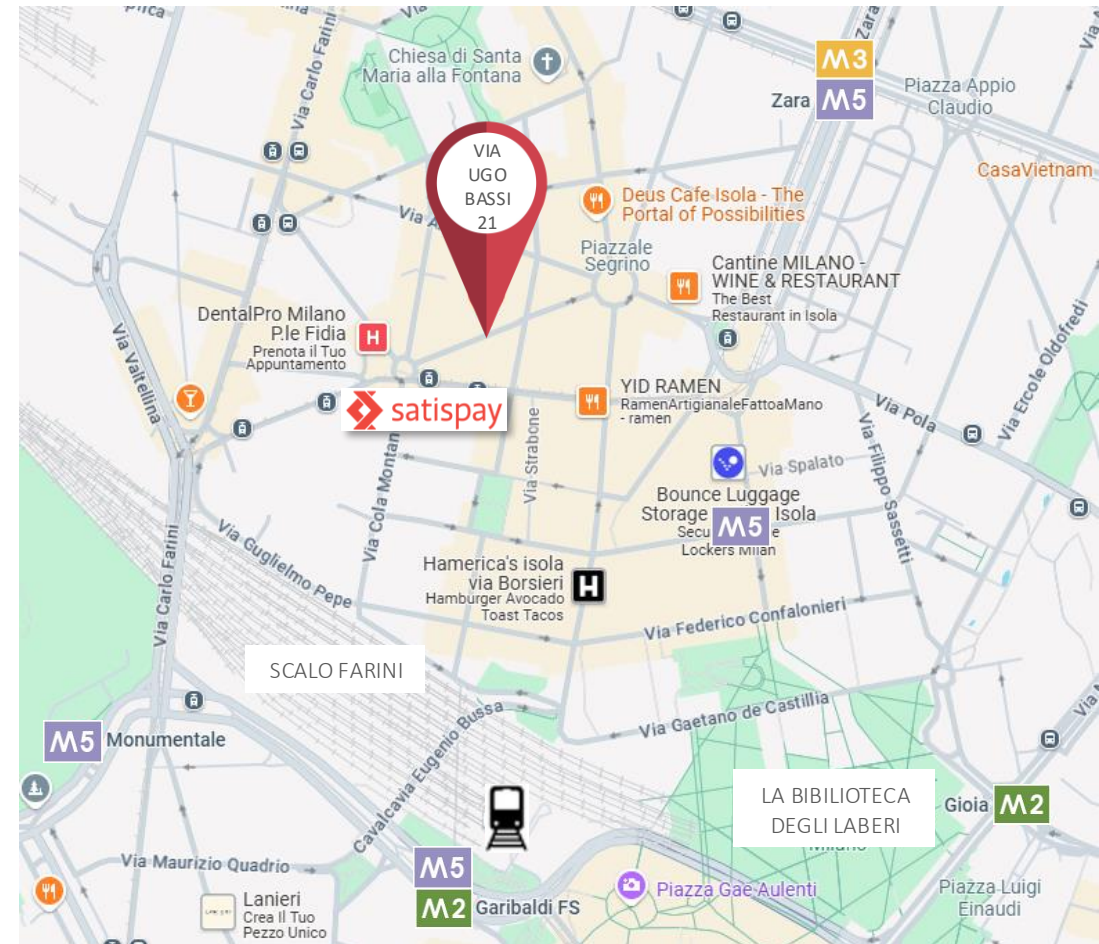 Via Carlo Farini
Chiesa di Santa
Maria alla Fontana
Zara
M3
Zara
M5
Piazza Appio
Claudio
CasaVietnam
VIA
UGO
BASSI
21
Deus Cafe Isola - The
Portal of Possibilities
Piazzale
Segrino
Cantine MILANO -
WINE & RESTAURANT
The Best
Restaurant in Isola
DentalPro Milano
P.le Fidia
Prenota il Tuo
Appuntamento
H
Via Valtellina
satispay
YID RAMEN
RamenArtigianaleFattoaMano
- ramen
Via Ercole Oldofredi
Via Pola
Via Strabone
Via Cola Montan
Via Spalato
Via Filippo Sassetti
Bounce Luggage
Storage
Isola
M5
Lockers Milan
Via Guglielmo Pepe
Via Carlo Farini
Hamerica's isola
via Borsieri
Hamburger Avocado
Toast Tacos
H
Via Federico Confalonieri
SCALO FARINI
Via Gaetano de Castillia
M5
Monumentale
Cavalcavia Eugenio Bussa
LA BIBILIOTECA
DEGLI LABERI
Gioia
M2
Via Maurizio Quadrio
M5
M2
Garibaldi FS
Piazza Gae Aulenti
Piazza Luigi
Einaudi
Lanieri
Crea Il Tuo
Pezzo Unico